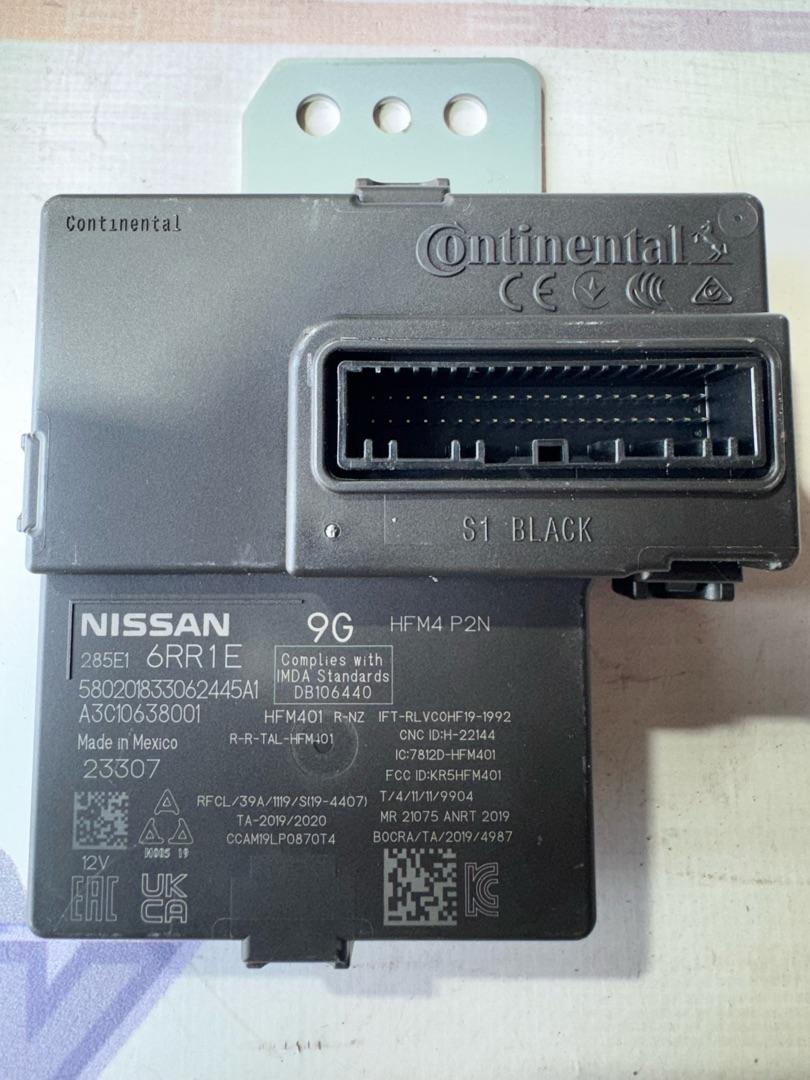 Continental
Continental
CE
S1 BLACK
NISSAN 9G HFM4 P2N
285E1 6RR1E
Complies with
IMDA Standards
DB106440
580201833062445A1
A3C10638001
HFM401 R-NZ IFT-RLVC0HF19-1992
Made in Mexico R-R-TAL-HFM401 CNC ID:H-22144
IC:7812D-HFM401
23307 FCC ID:KR5HFM401
RFCL/39A/1119/S(19-4407) T/4/11/11/9904
TA-2019/2020 MR 21075 ANRT 2019
CCAM19LP0870T4 BOCRA/TA/2019/4987
12V
EAC
UK
CA